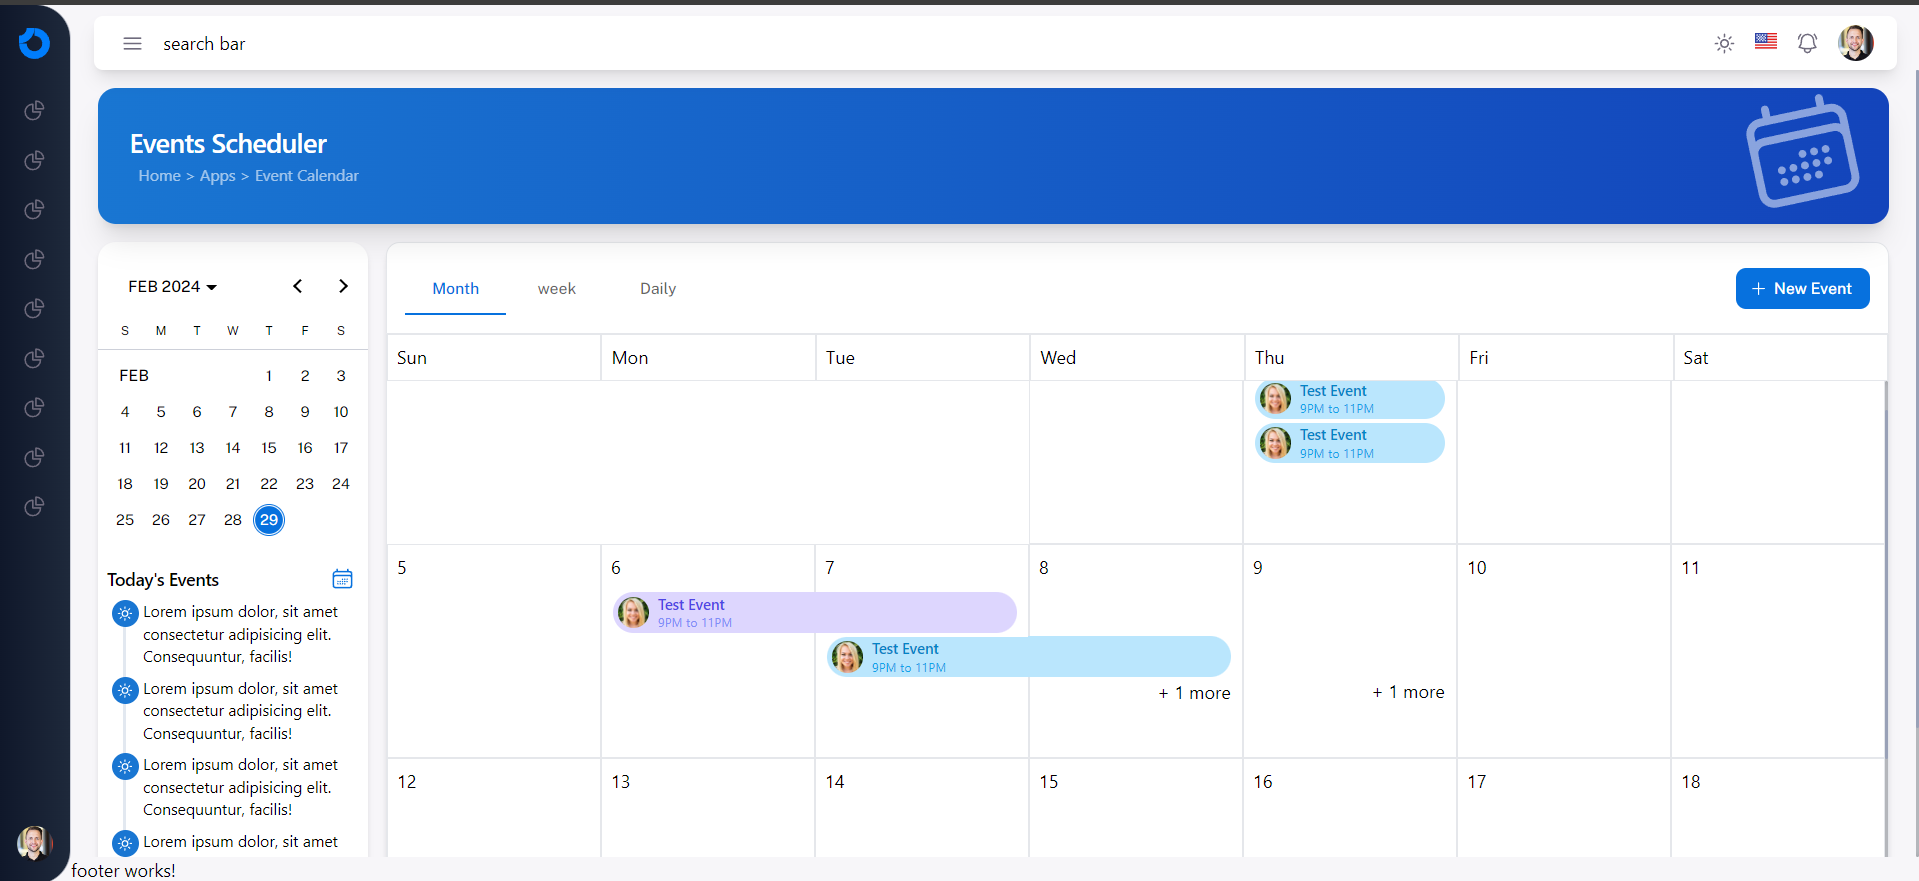 search bar
Events Scheduler
Home > Apps > Event Calendar
FEB 2024
S M T W T F S
FEB 1 2 3
4 5 6 7 8 9 10
11 12 13 14 15 16 17
18 19 20 21 22 23 24
25 26 27 28 29
Today's Events
Lorem ipsum dolor, sit amet
consectetur adipisicing elit.
Consequuntur, facilis!
Lorem ipsum dolor, sit amet
consectetur adipisicing elit.
Consequuntur, facilis!
Lorem ipsum dolor, sit amet
consectetur adipisicing elit.
Consequuntur, facilis!
Lorem ipsum dolor, sit amet
Month week Daily
+ New Event
Sun Mon Tue Wed Thu Fri Sat
Test Event
9PM to 11PM
Test Event
9PM to 11PM
5 6 7 8 9 10 11
Test Event
9PM to 11PM
Test Event
9PM to 11PM
+ 1 more + 1 more
12 13 14 15 16 17 18
footer works!